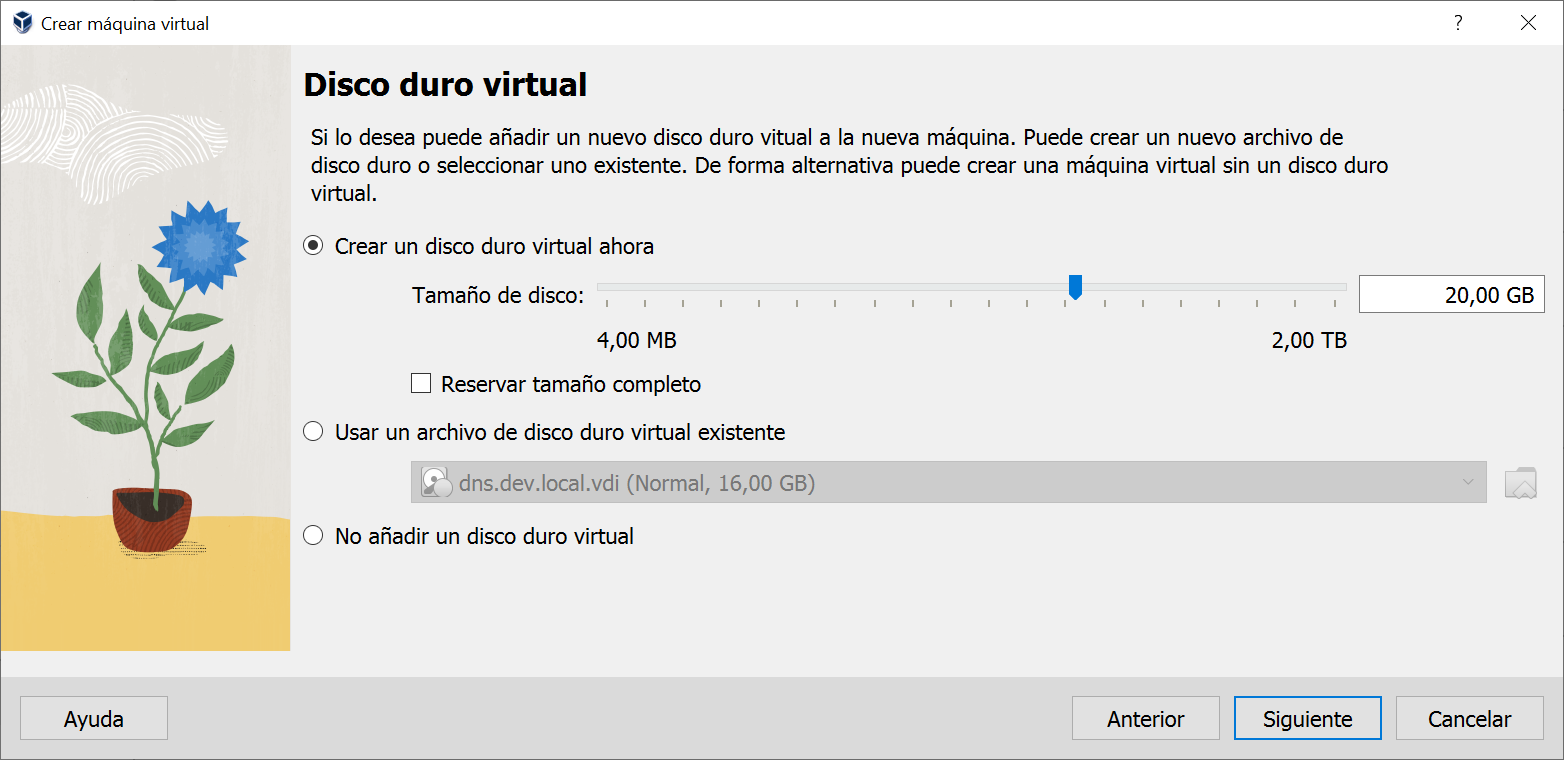 Crear máquina virtual
?
Disco duro virtual
Si lo desea puede añadir un nuevo disco duro vitual a la nueva máquina. Puede crear un nuevo archivo de
disco duro o seleccionar uno existente. De forma alternativa puede crear una máquina virtual sin un disco duro
virtual.
Crear un disco duro virtual ahora
Tamaño de disco:
20,00 GB
4,00 MB
2,00 TB
Reservar tamaño completo
Usar un archivo de disco duro virtual existente
dns.dev.local.vdi (Normal, 16,00 GB)
No añadir un disco duro virtual
Ayuda
Anterior
Siguiente
Cancelar